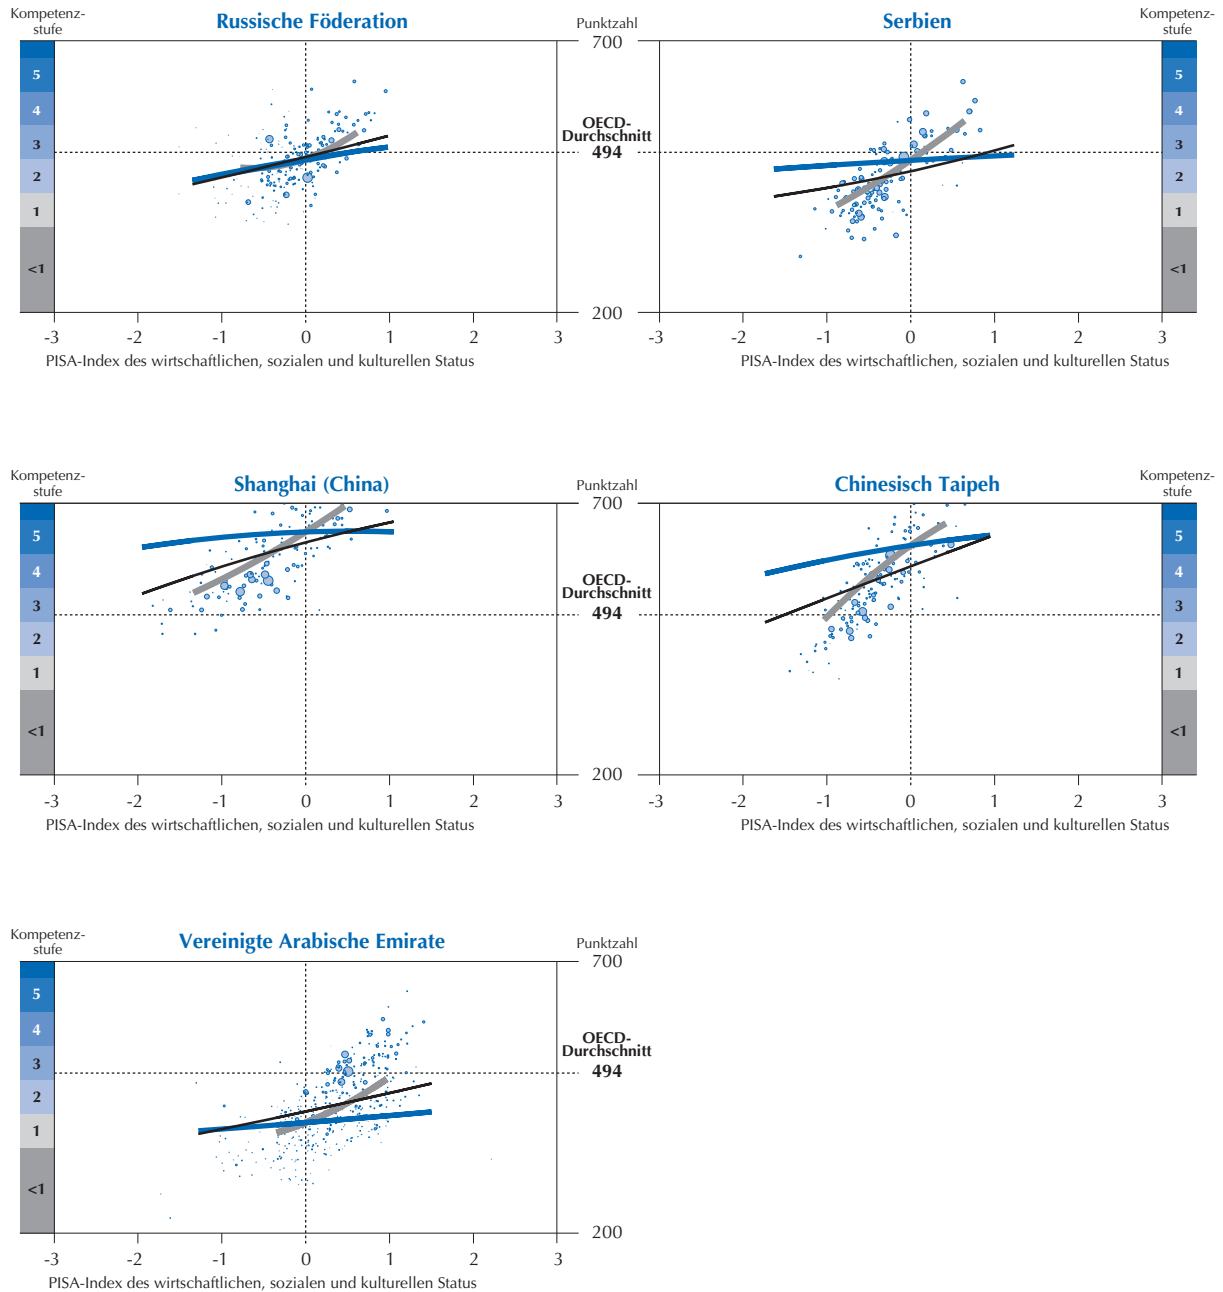 Kompetenz-
stufe
Russische Föderation
Punktzahl
Serbien
Kompetenz-
stufe
700
5
4
3
2
1
<1
OECD-
Durchschnitt
494
5
4
3
2
1
<1
200
-3 -2 -1 0 1 2 3
-3 -2 -1 0 1 2 3
PISA-Index des wirtschaftlichen, sozialen und kulturellen Status
PISA-Index des wirtschaftlichen, sozialen und kulturellen Status
Kompetenz-
stufe
Shanghai (China)
Punktzahl
Chinesisch Taipeh
Kompetenz-
stufe
700
5
4
3
2
1
<1
OECD-
Durchschnitt
494
5
4
3
2
1
<1
200
-3 -2 -1 0 1 2 3
-3 -2 -1 0 1 2 3
PISA-Index des wirtschaftlichen, sozialen und kulturellen Status
PISA-Index des wirtschaftlichen, sozialen und kulturellen Status
Kompetenz-
stufe
Vereinigte Arabische Emirate
Punktzahl
700
5
4
3
2
1
<1
OECD-
Durchschnitt
494
200
-3 -2 -1 0 1 2 3
PISA-Index des wirtschaftlichen, sozialen und kulturellen Status